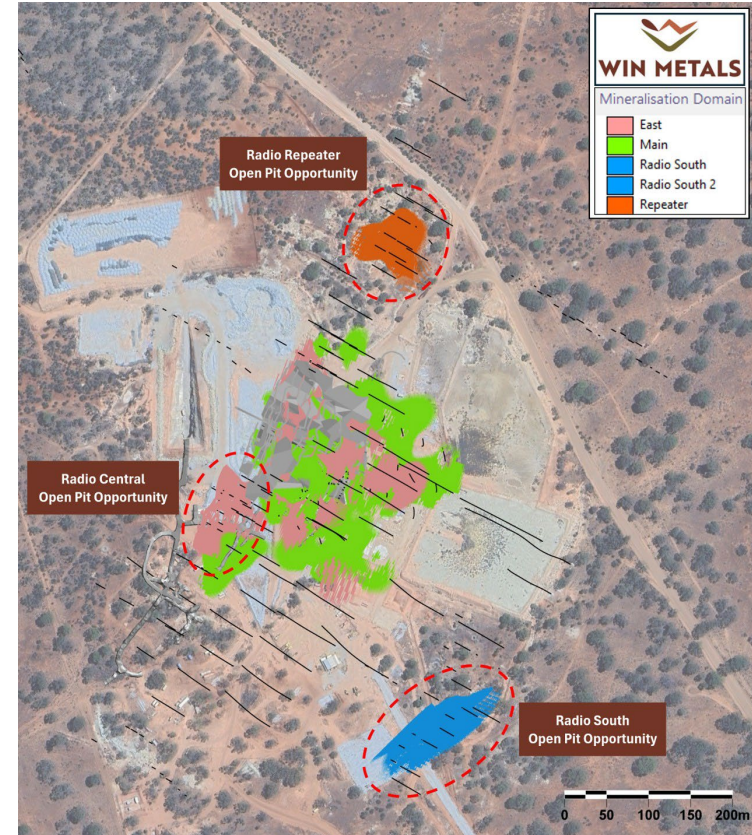 WIN METALS
Mineralisation Domain
East
Main
Radio South
Radio South 2
Repeater
Radio Repeater
Open Pit Opportunity
Radio Central
Open Pit Opportunity
Radio South
Open Pit Opportunity
0 25 50 100 150 200m